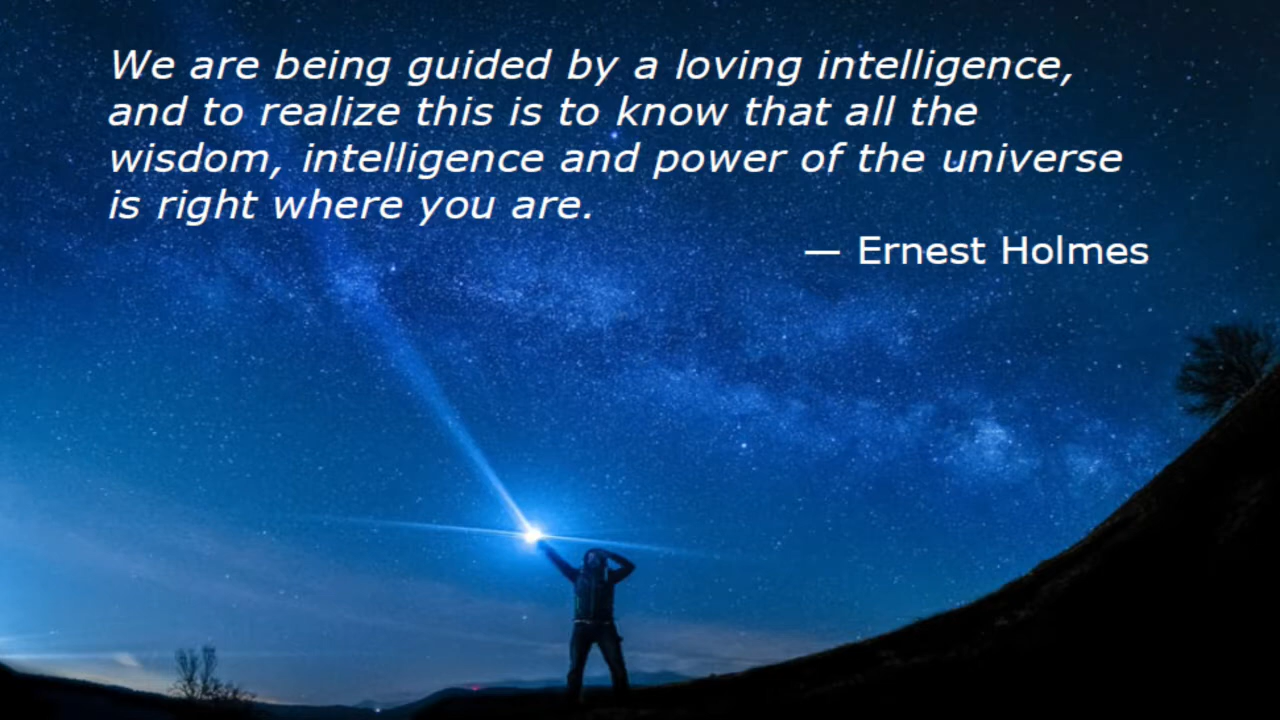 We are being guided by a loving intelligence,
and to realize this is to know that all the
wisdom, intelligence and power of the universe
is right where you are.
— Ernest Holmes